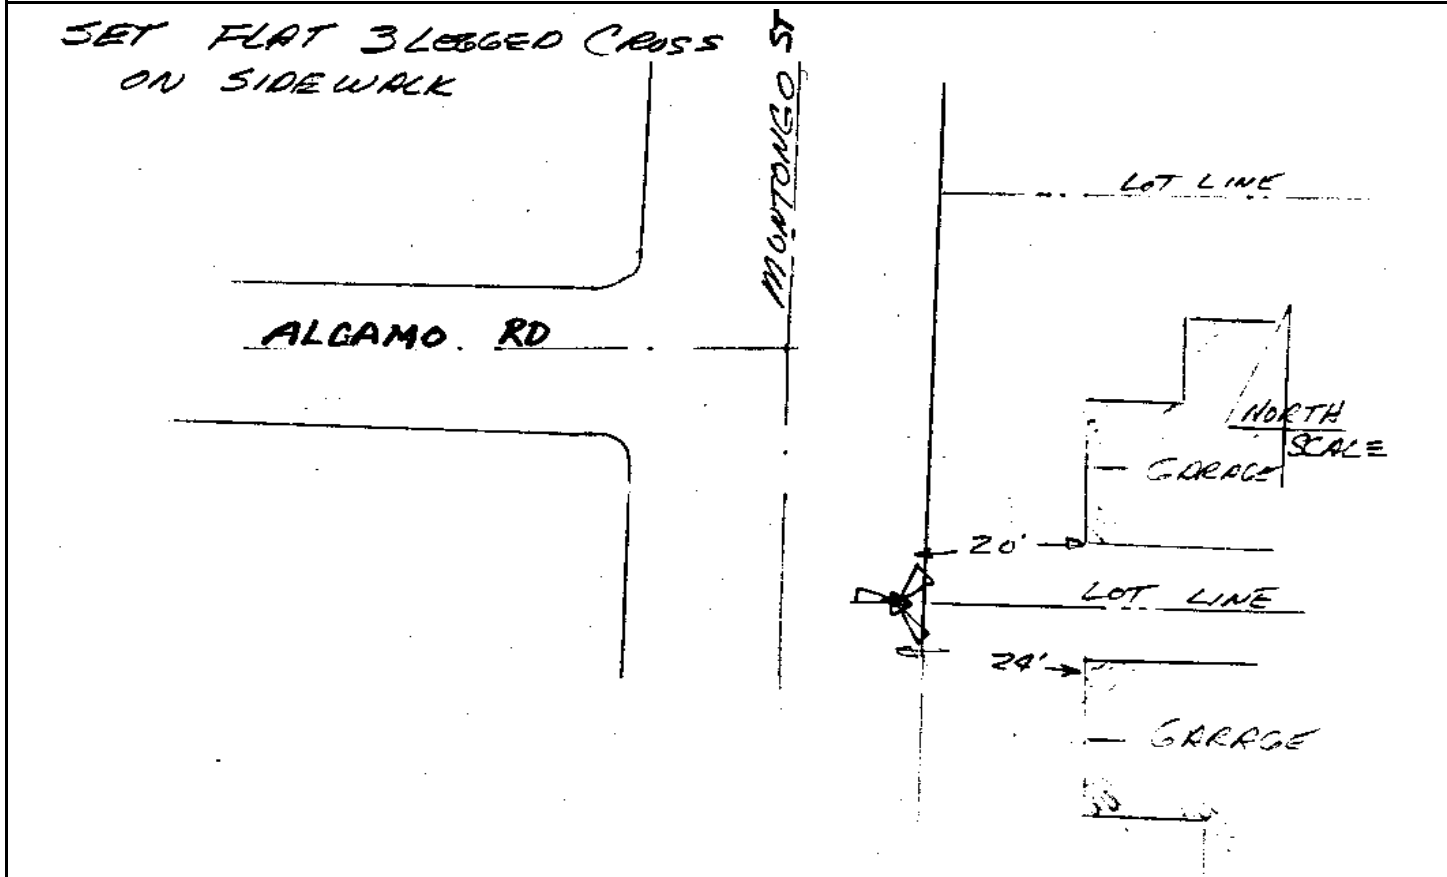 SET FLAT 3 LEGGED CROSS
ON SIDEWALK
MONTONGO ST
LOT LINE
ALCAMO. RD
NORTH
SCALE
GARAGE
20'
LOT LINE
24'
GARAGE